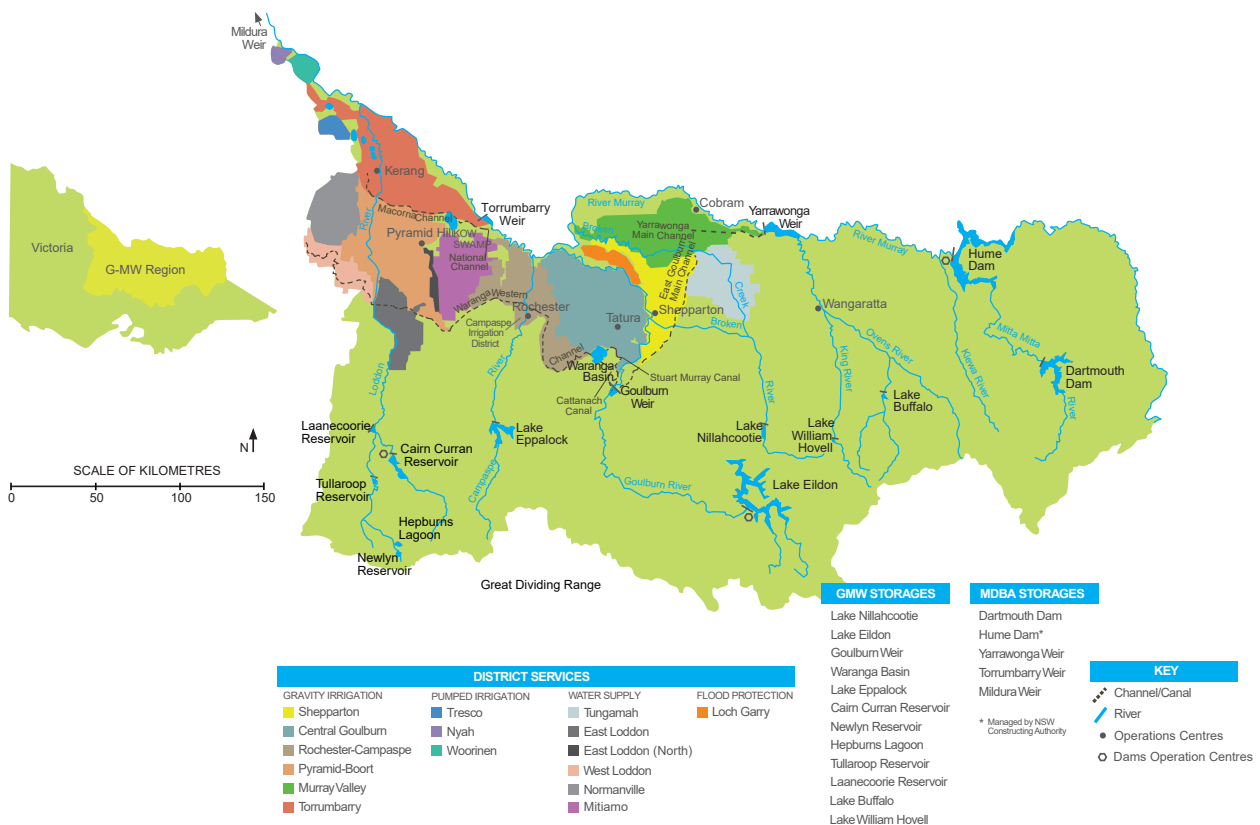 Mildura
Weir
Kerang
River
Macorna
Channel
Torrumbarry
Weir
Pyramid Hill
KOW
SWAMP
National
Channel
River Murray
Cobram
Yarrawonga
Main Channel
Yarrawonga
Weir
Broken
River Murray
Hume
Dam
Victoria
G-MW Region
East Goulburn
Main Channel
Creek
Waranga
Western
Rochester
Campaspe
Irrigation
District
Tatura
Shepparton
Broken
Wangaratta
Ovens River
Mitta Mitta
Channel
Waranga
Basin
Stuart Murray Canal
Cattanach
Canal
Goulburn
Weir
River
King River
Kiewa River
Dartmouth
Dam
Loddon
River
Lake
Buffalo
River
Laanecoorie
Reservoir
Lake
Eppalock
Lake
Nillahcootie
Lake
William
Hovell
N
Cairn Curran
Reservoir
SCALE OF KILOMETRES
0 50 100 150
Tullaroop
Reservoir
Campaspe
Goulburn River
Lake Eildon
Hepburns
Lagoon
Newlyn
Reservoir
Great Dividing Range
DISTRICT SERVICES
GRAVITY IRRIGATION
Shepparton
Central Goulburn
Rochester-Campaspe
Pyramid-Boort
Murray Valley
Torrumbarry
PUMPED IRRIGATION
Tresco
Nyah
Woorinen
WATER SUPPLY
Tungamah
East Loddon
East Loddon (North)
West Loddon
Normanville
Mitiamo
FLOOD PROTECTION
Loch Garry
GMW STORAGES
Lake Nillahcootie
Lake Eildon
Goulburn Weir
Waranga Basin
Lake Eppalock
Cairn Curran Reservoir
Newlyn Reservoir
Hepburns Lagoon
Tullaroop Reservoir
Laanecoorie Reservoir
Lake Buffalo
Lake William Hovell
MDBA STORAGES
Dartmouth Dam
Hume Dam*
Yarrawonga Weir
Torrumbarry Weir
Mildura Weir
* Managed by NSW
Constructing Authority
KEY
Channel/Canal
River
Operations Centres
Dams Operation Centres